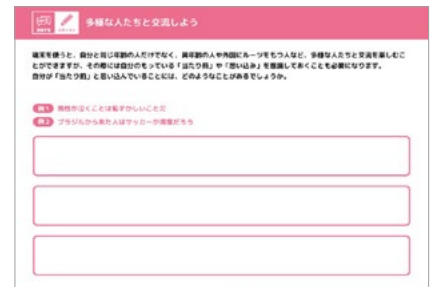 多様な人たちと交流しよう
端末を使うと、自分と同じ年齢の人だけでなく、異年齢の人や外国にルーツをもつ人など、多様な人たちと交流を楽しむこ
とができますが、その際には自分のもっている「当たり前」や「思い込み」を意識しておくことも必要になります。
自分が「当たり前」と思い込んでいることには、どのようなことがあるでしょうか。
例1 男性が泣くことは恥ずかしいことだ
例2 ブラジルから来た人はサッカーが得意だろう